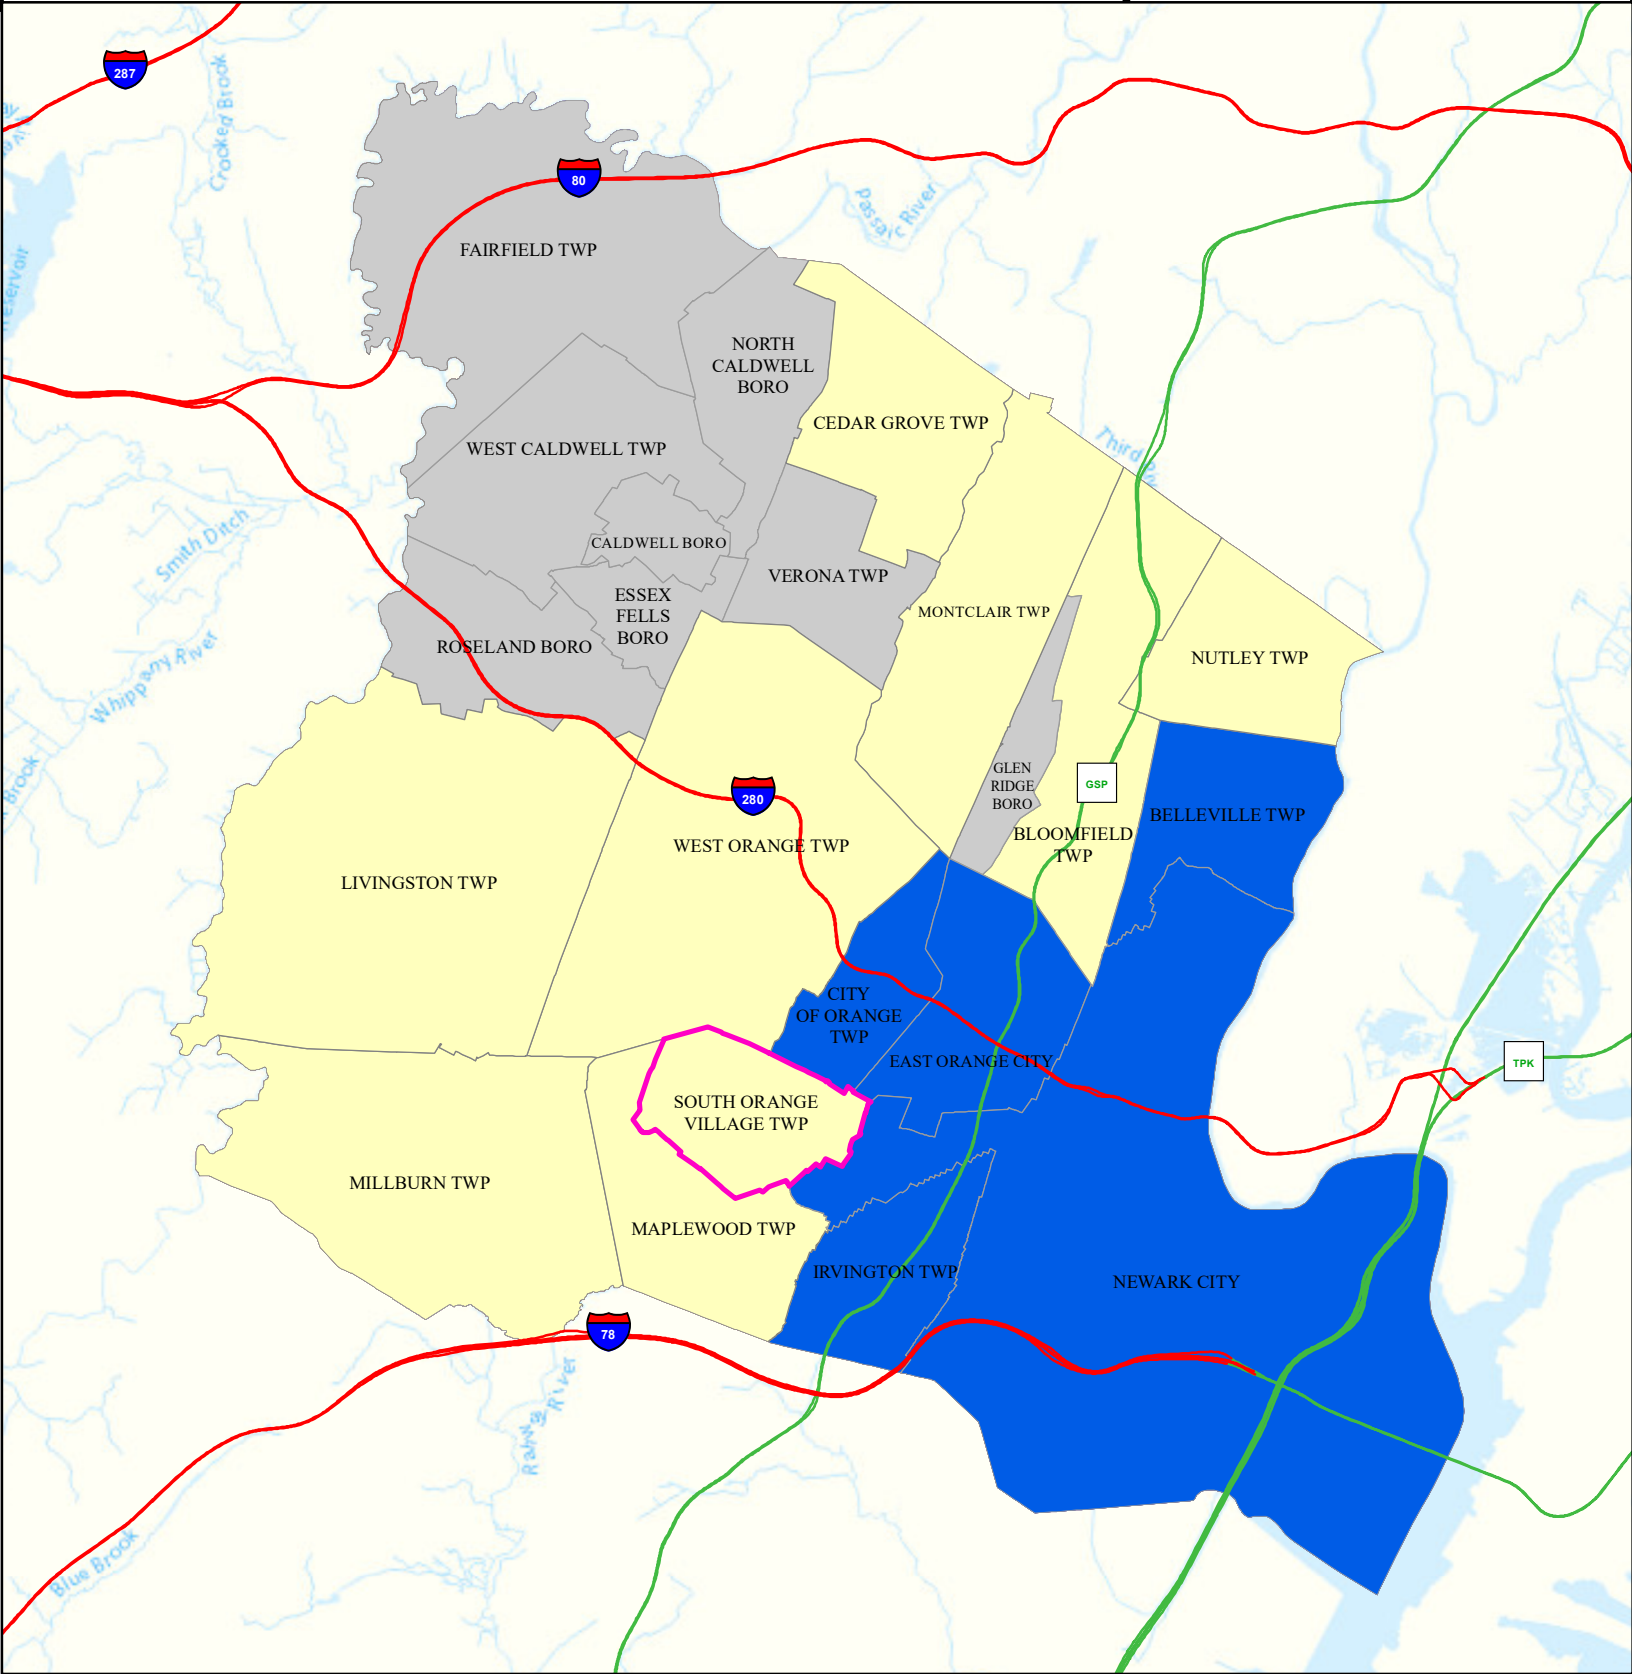 287
Crooked Brook
80
Passaic River
FAIRFIELD TWP
NORTH
CALDWELL
BORO
CEDAR GROVE TWP
WEST CALDWELL TWP
Third
Smith Ditch
CALDWELL BORO
VERONA TWP
ESSEX
FELLS
BORO
MONTCLAIR TWP
ROSELAND BORO
NUTLEY TWP
Whippany River
Brook
GLEN
RIDGE
BORO
GSP
280
BELLEVILLE TWP
BLOOMFIELD
TWP
WEST ORANGE TWP
LIVINGSTON TWP
CITY
OF ORANGE
TWP
EAST ORANGE CITY
TPK
SOUTH ORANGE
VILLAGE TWP
MILLBURN TWP
MAPLEWOOD TWP
IRVINGTON TWP
NEWARK CITY
78
River
Blue Brook